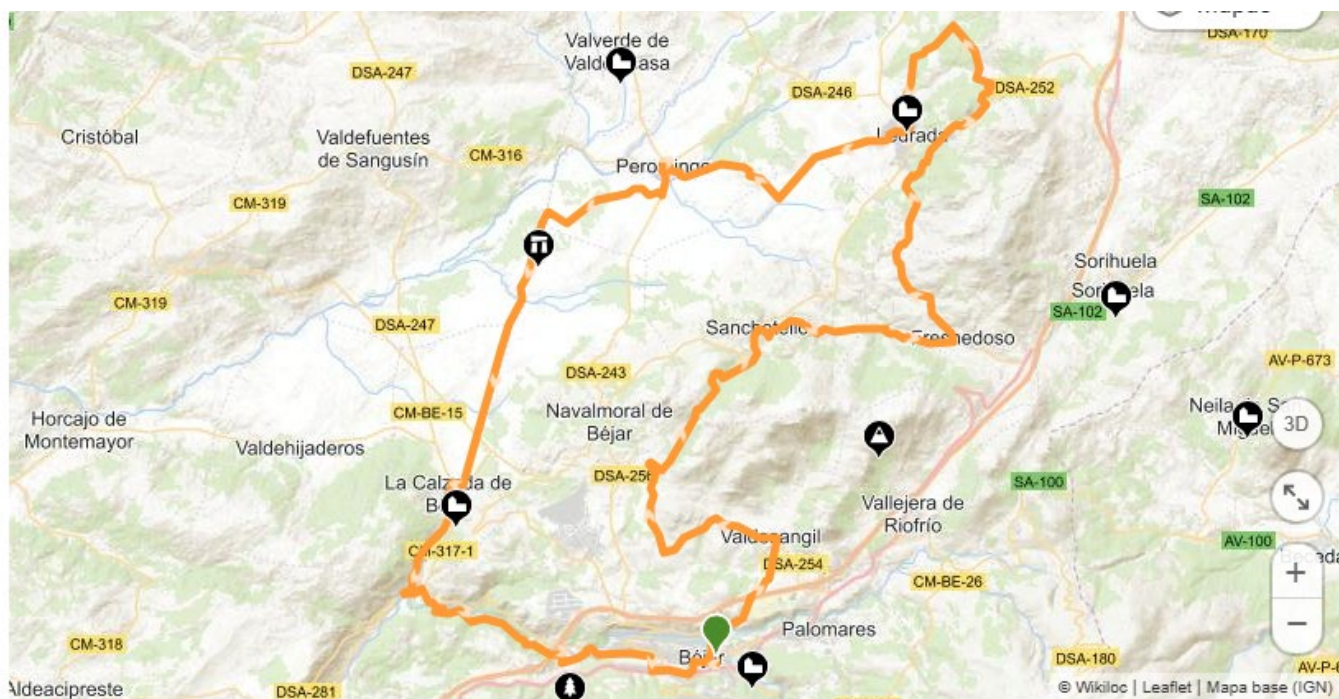 Valverde de
DSA-170
DSA-247
DSA-246
DSA-252
Cristóbal
Valdefuentes
de Sangusín
CM-316
CM-319
SA-102
Sorihuela
CM-319
SA-102
DSA-247
DSA-243
AV-P-673
CM-BE-15
Navalmoral de
Béjar
Horcajo de
Montemayor
Valdehijaderos
3D
DSA-256
La Calzada de
SA-100
Vallejera de
Riofrío
CM-317-1
DSA-254
AV-100
CM-BE-26
+
−
CM-318
Palomares
Béjar
DSA-180
Aldeacipreste
DSA-281
© Wikiloc | Leaflet | Mapa base (IGN)